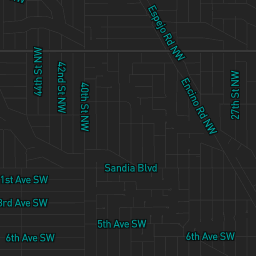 SW
Espejo Rd NW
44th St NW
42nd St NW
40th St NW
Encino Rd NW
27th St NW
Sandia Blvd
1st Ave SW
3rd Ave SW
5th Ave SW
6th Ave SW
6th Ave SW